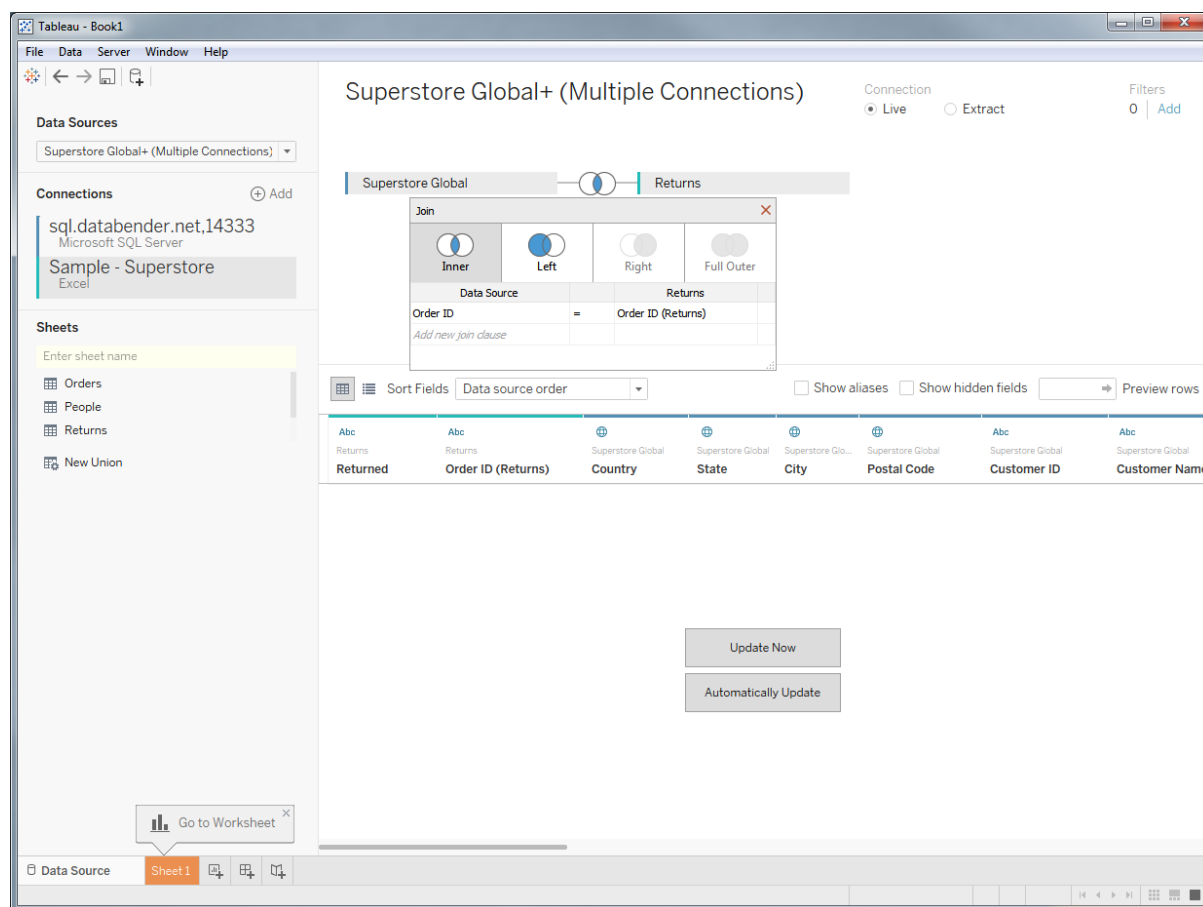 Tableau - Book1
File Data Server Window Help
Data Sources
Superstore Global+ (Multiple Connections)
Connections Add
sql.databender.net,14333
Microsoft SQL Server
Sample - Superstore
Excel
Sheets
Enter sheet name
Orders
People
Returns
New Union
Go to Worksheet
Superstore Global+ (Multiple Connections)
Connection
Live Extract
Filters
0 Add
Superstore Global Returns
Join
Inner Left Right Full Outer
Data Source Returns
Order ID = Order ID (Returns)
Add new join clause
Sort Fields Data source order Show aliases Show hidden fields Preview rows
Abc Abc Abc Abc
Returns Returns Superstore Global Superstore Global Superstore Glo... Superstore Global Superstore Global Superstore Global
Returned Order ID (Returns) Country State City Postal Code Customer ID Customer Name
Update Now
Automatically Update
Data Source Sheet1